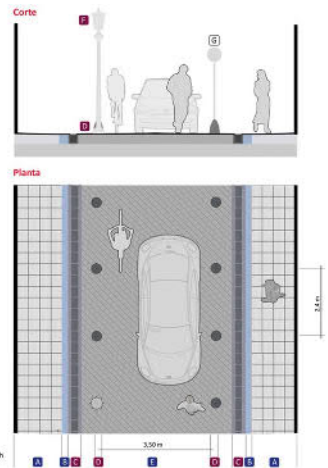 Corte
F
G
D
Planta
2,4 m
3,50 m
h
A B C D E D C B A